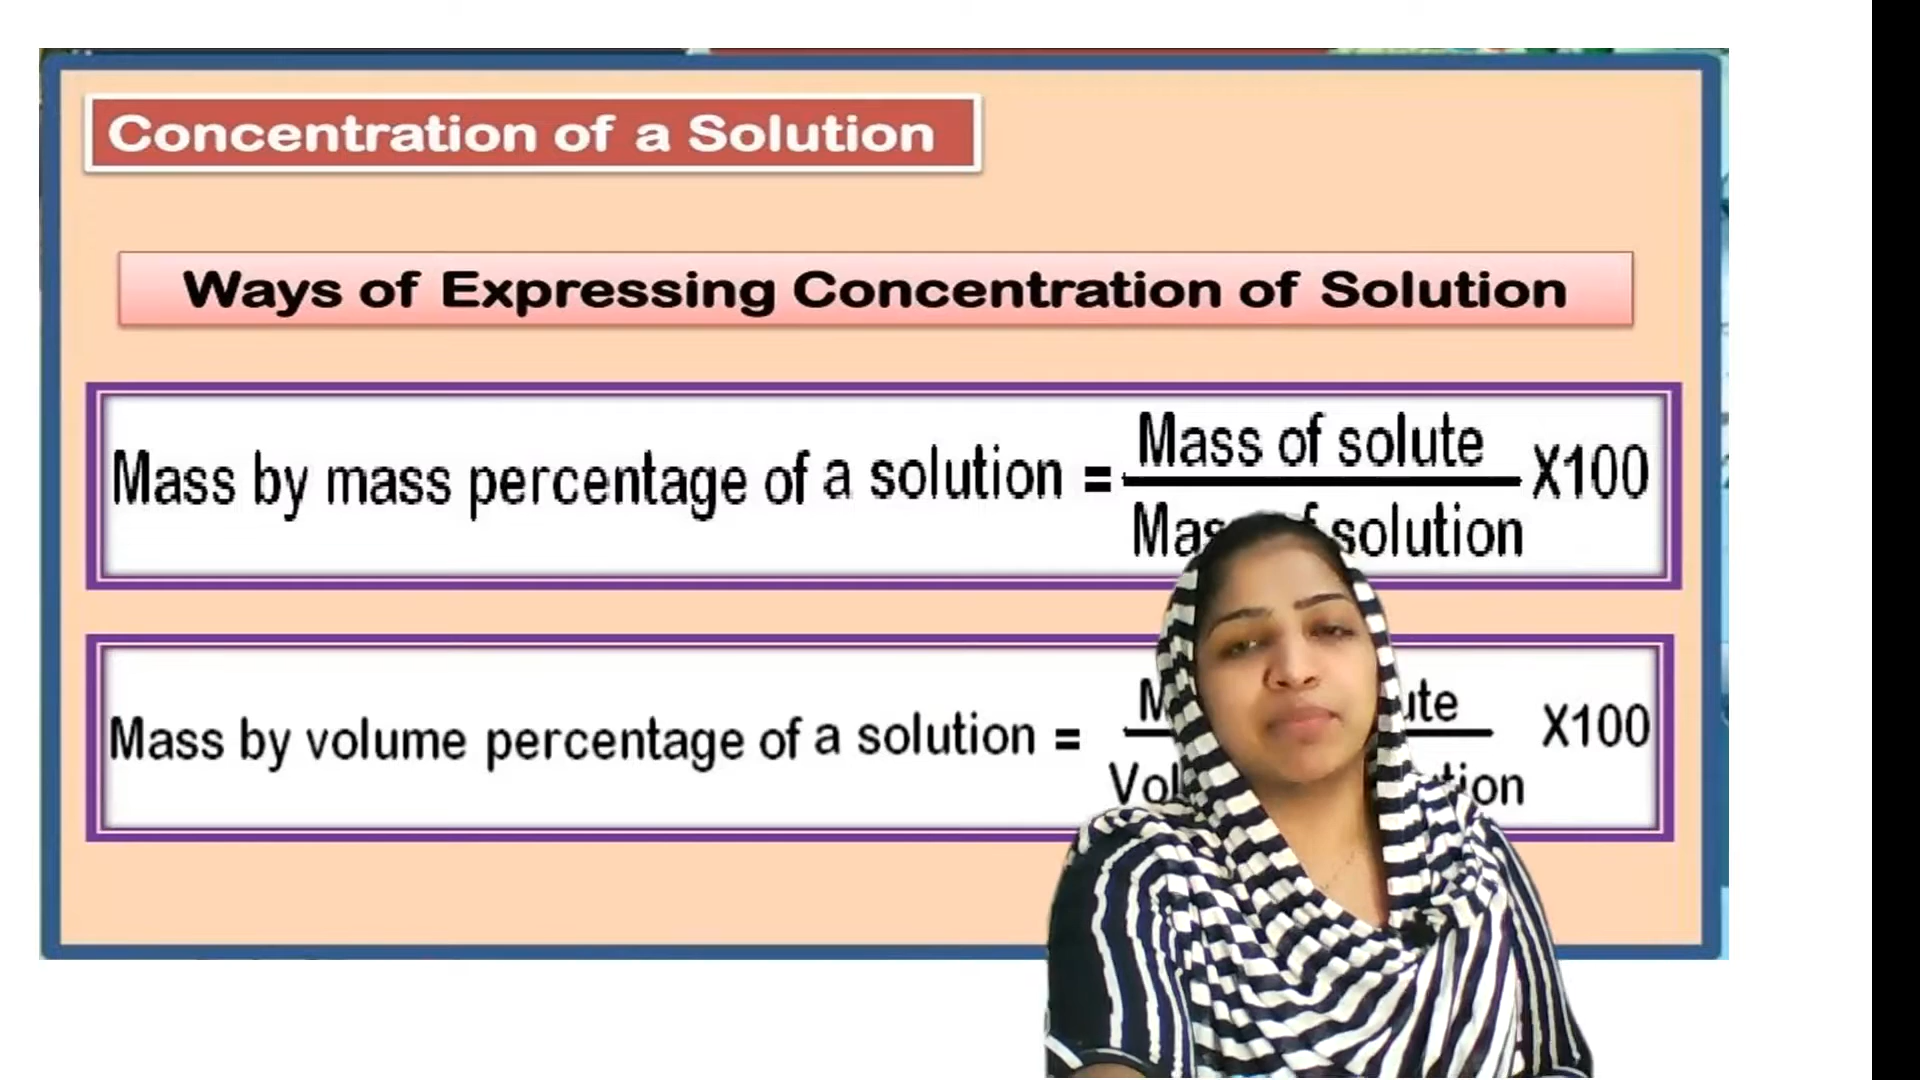 Concentration of a Solution
Ways of Expressing Concentration of Solution
Mass of solute
Mass by mass percentage of a solution = X100
solution
Mass by volume percentage of a solution = X100